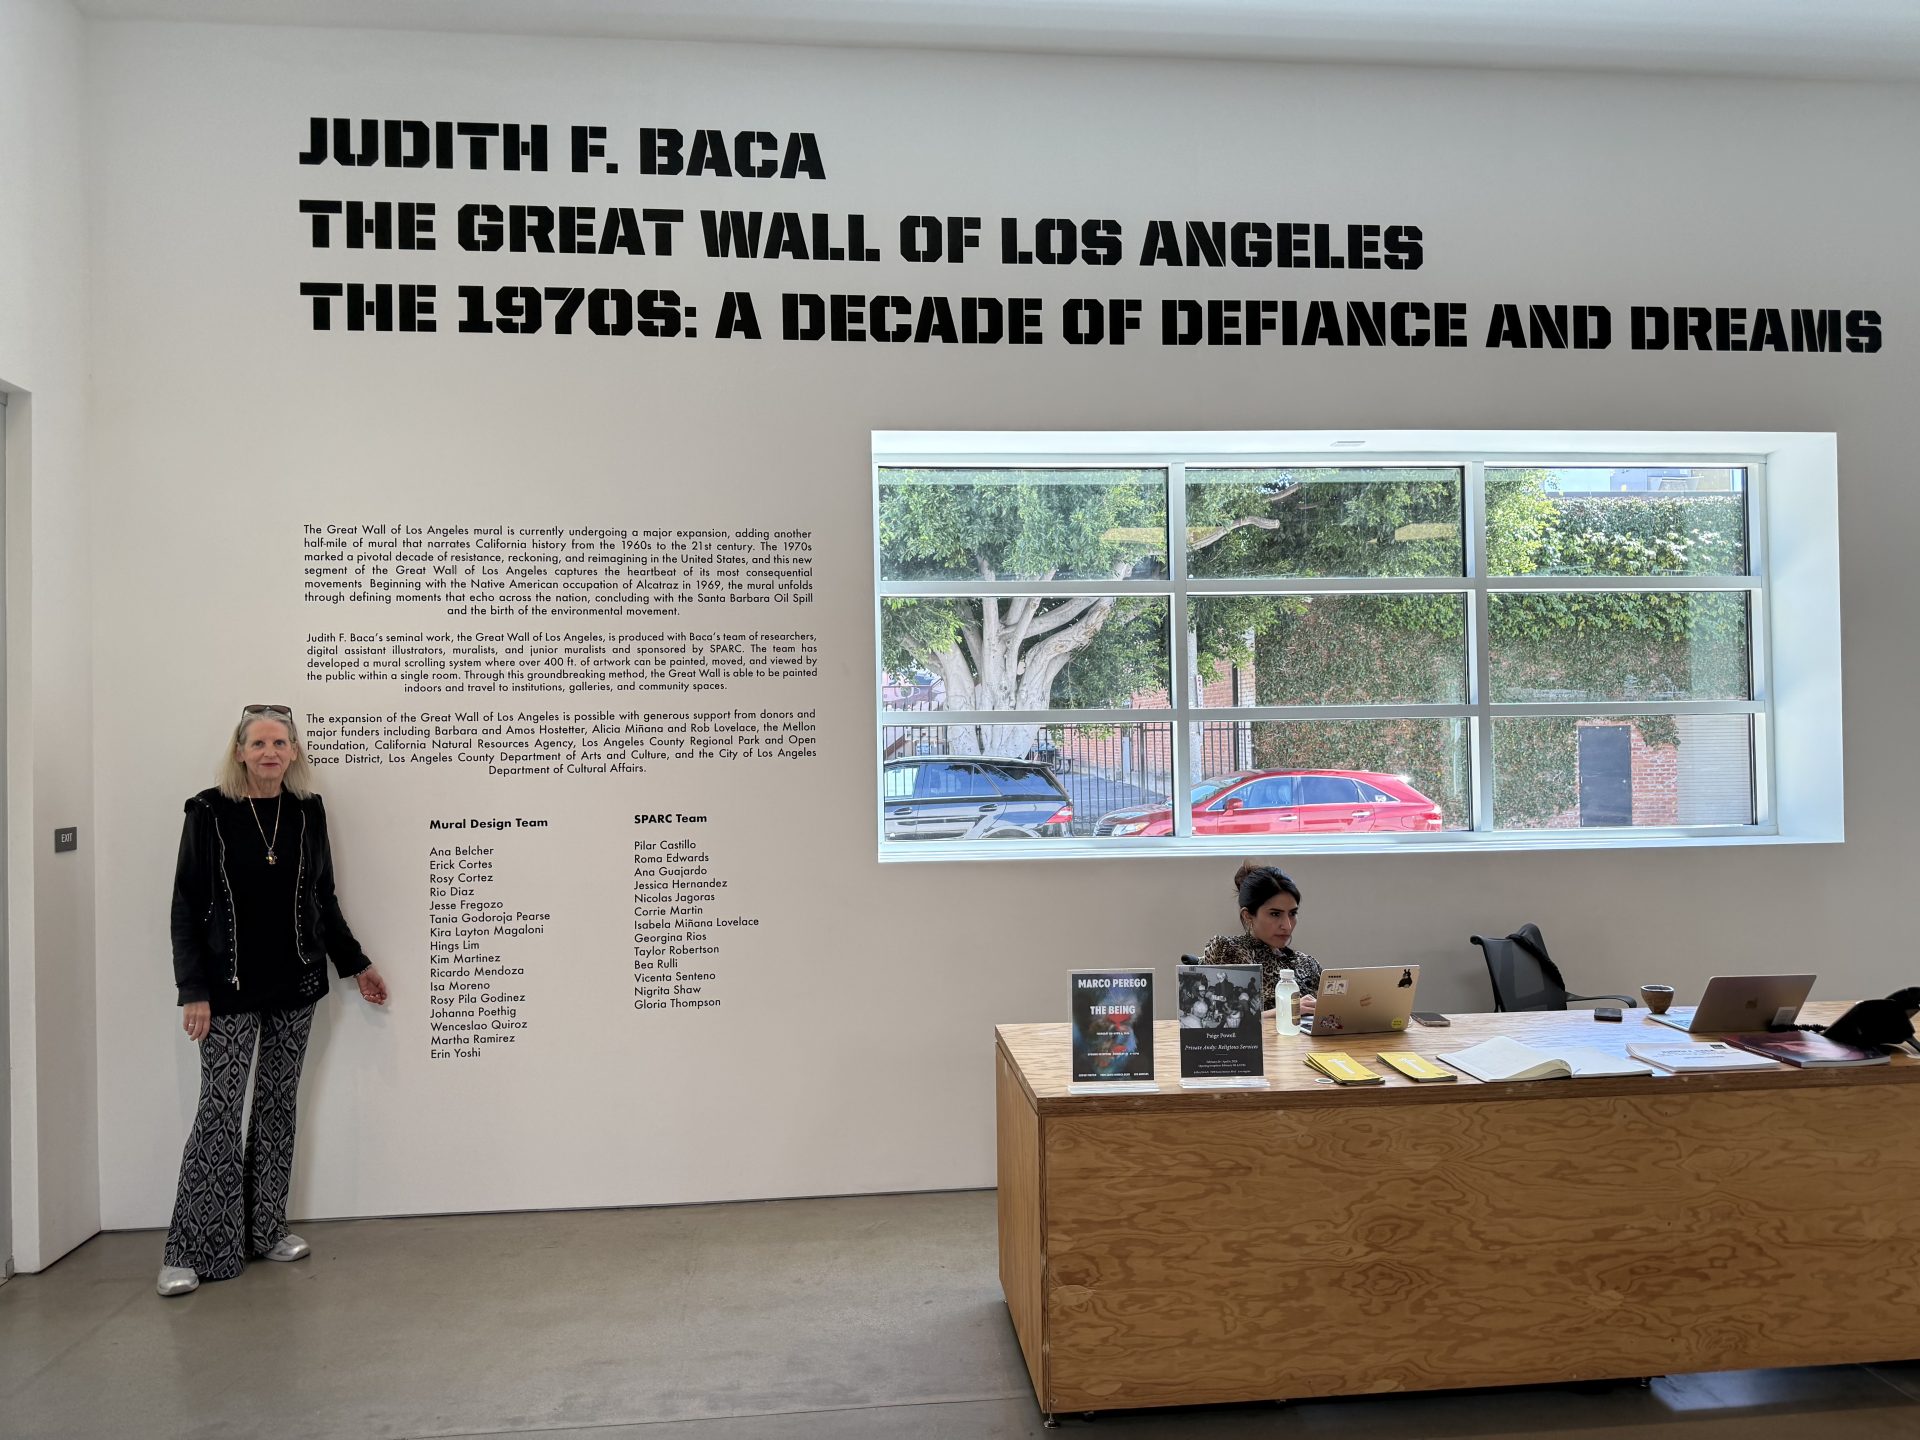 JUDITH F. BACA
THE GREAT WALL OF LOS ANGELES
THE 1970S: A DECADE OF DEFIANCE AND DREAMS
The Great Wall of Los Angeles mural is currently undergoing a major expansion, adding another
half-mile of mural that narrates California history from the 1960s to the 21st century. The 1970s
marked a pivotal decade of resistance, reckoning, and reimagining in the United States, and this new
segment of the Great Wall of Los Angeles captures the heartbeat of its most consequential
movements Beginning with the Native American occupation of Alcatraz in 1969, the mural unfolds
through defining moments that echo across the nation, concluding with the Santa Barbara Oil Spill
and the birth of the environmental movement.
Judith F. Baca's seminal work, the Great Wall of Los Angeles, is produced with Baca's team of researchers,
digital assistant illustrators, muralists, and junior muralists and sponsored by SPARC. The team has
developed a mural scrolling system where over 400 ft. of artwork can be painted, moved, and viewed by
the public within a single room. Through this groundbreaking method, the Great Wall is able to be painted
indoors and travel to institutions, galleries, and community spaces.
The expansion of the Great Wall of Los Angeles is possible with generous support from donors and
major funders including Barbara and Amos Hostetter, Alicia Miñana and Rob Lovelace, the Mellon
Foundation, California Natural Resources Agency, Los Angeles County Regional Park and Open
Space District, Los Angeles County Department of Arts and Culture, and the City of Los Angeles
Department of Cultural Affairs.
Mural Design Team
Ana Belcher
Erick Cortes
Rosy Cortez
Rio Diaz
Jesse Fregozo
Tania Godoroja Pearse
Kira Layton Magaloni
Hings Lim
Kim Martinez
Ricardo Mendoza
Isa Moreno
Rosy Pila Godinez
Johanna Poethig
Wenceslao Quiroz
Martha Ramirez
Erin Yoshi
SPARC Team
Pilar Castillo
Roma Edwards
Ana Guajardo
Jessica Hernandez
Nicolas Jagoras
Corrie Martin
Isabela Miñana Lovelace
Georgina Rios
Taylor Robertson
Bea Rulli
Vicenta Senteno
Nigrita Shaw
Gloria Thompson
EXIT
MARCO PEREGO
THE BEING
Paige Powell
Private Andy: Religious Services